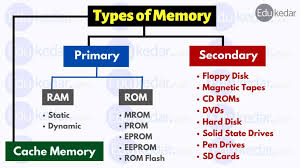 Types of Memory
Edukedar
Primary
Secondary
RAM
ROM
• Static
• Dynamic
• MROM
• PROM
• EPROM
• EEPROM
• ROM Flash
• Floppy Disk
• Magnetic Tapes
• CD ROMs
• DVDs
• Hard Disk
• Solid State Drives
• Pen Drives
• SD Cards
Cache Memory